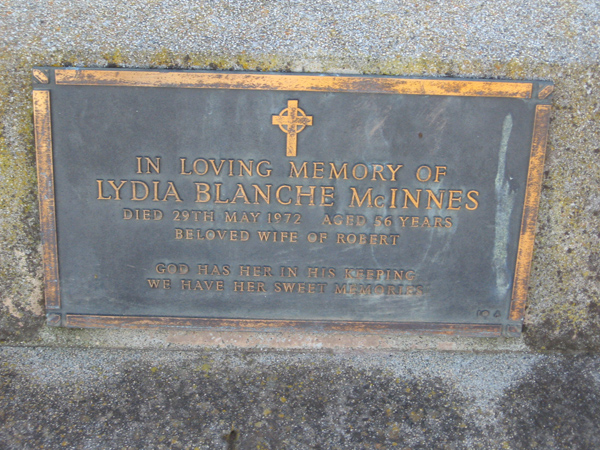 IN LOVING MEMORY OF
LYDIA BLANCHE McINNES
DIED 29TH MAY 1972 AGED 56 YEARS
BELOVED WIFE OF ROBERT
GOD HAS HER IN HIS KEEPING,
WE HAVE HER SWEET MEMORIES